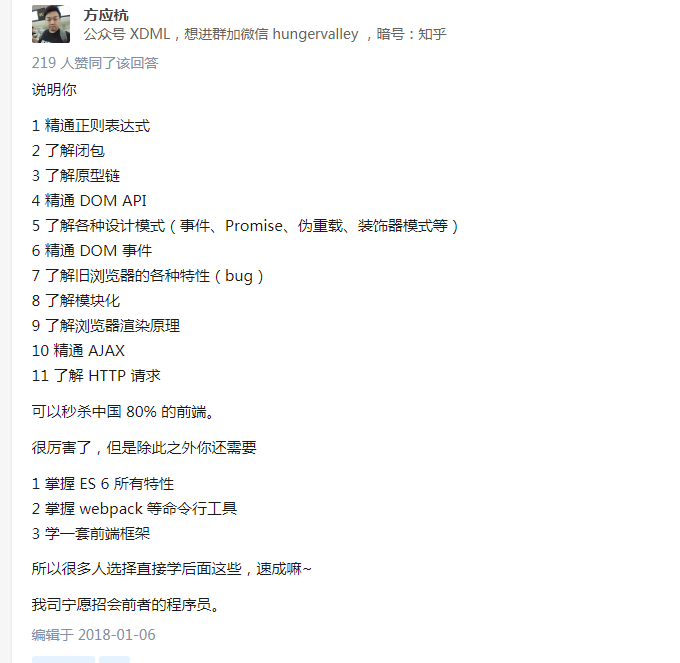 方应杭
公众号 XDML，想进群加微信 hungervalley ，暗号：知乎
219 人赞同了该回答
说明你
1 精通正则表达式
2 了解闭包
3 了解原型链
4 精通 DOM API
5 了解各种设计模式（事件、Promise、伪重载、装饰器模式等）
6 精通 DOM 事件
7 了解旧浏览器的各种特性（bug）
8 了解模块化
9 了解浏览器渲染原理
10 精通 AJAX
11 了解 HTTP 请求
可以秒杀中国 80% 的前端。
很厉害了，但是除此之外你还需要
1 掌握 ES 6 所有特性
2 掌握 webpack 等命令行工具
3 学一套前端框架
所以很多人选择直接学后面这些，速成嘛~
我司宁愿招会前者的程序员。
编辑于 2018-01-06